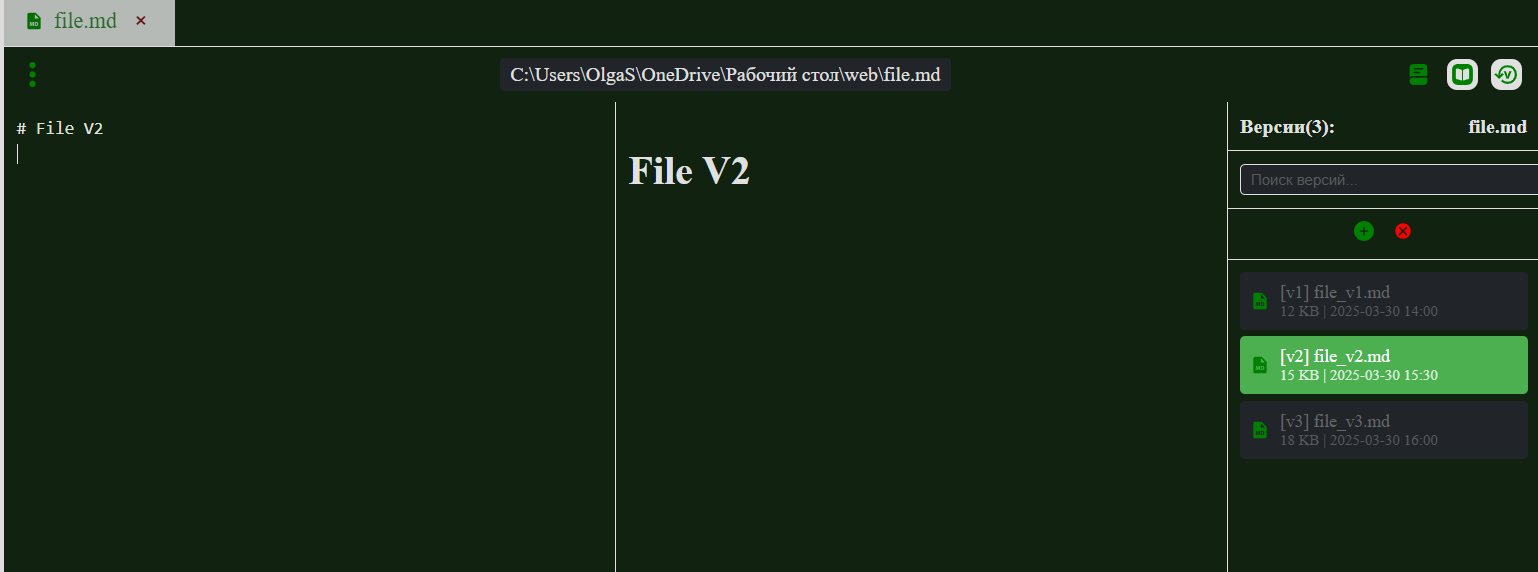 file.md
C:\Users\OlgaS\OneDrive\Рабочий стол\web\file.md
# File V2
File V2
Версии(3): file.md
Поиск версий...
[v1] file_v1.md
12 KB | 2025-03-30 14:00
[v2] file_v2.md
15 KB | 2025-03-30 15:30
[v3] file_v3.md
18 KB | 2025-03-30 16:00